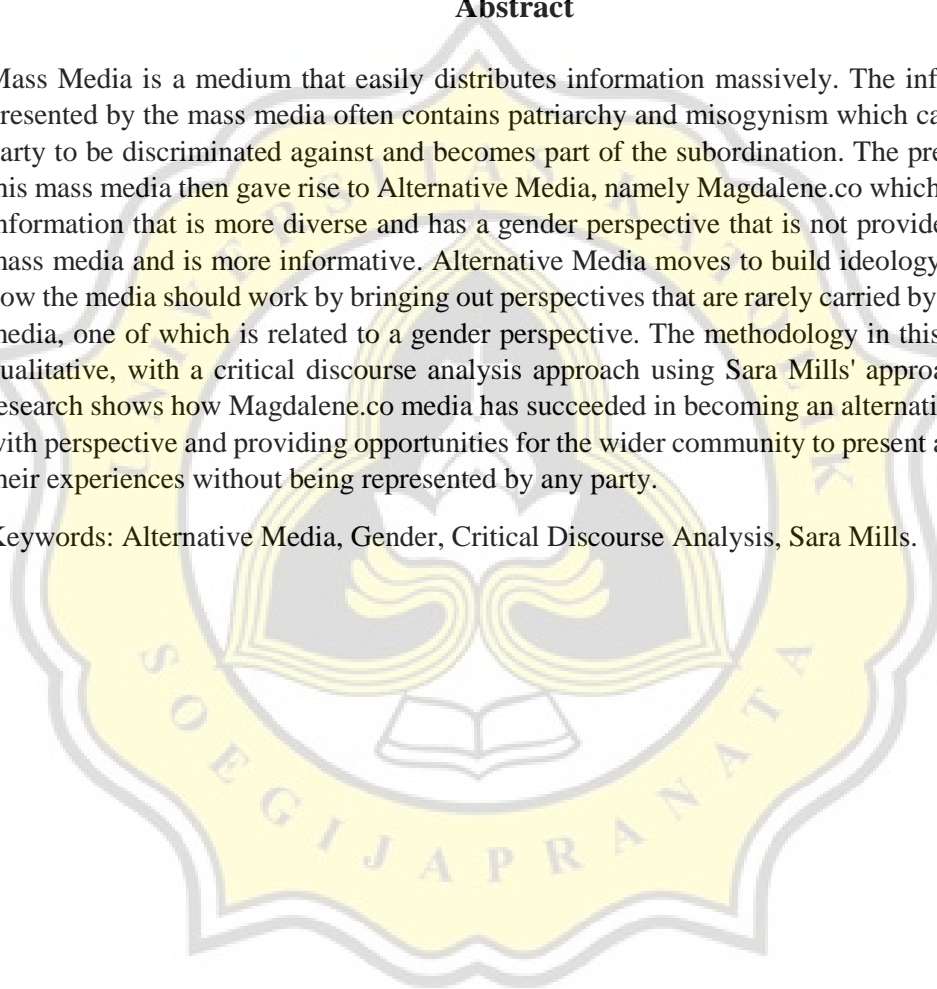 Abstract
Mass Media is a medium that easily distributes information massively. The inf
resented by the mass media often contains patriarchy and misogynism which ca
arty to be discriminated against and becomes part of the subordination. The pre
his mass media then gave rise to Alternative Media, namely Magdalene.co which
nformation that is more diverse and has a gender perspective that is not provide
mass media and is more informative. Alternative Media moves to build ideology
ow the media should work by bringing out perspectives that are rarely carried by
media, one of which is related to a gender perspective. The methodology in this
qualitative, with a critical discourse analysis approach using Sara Mills' approa
esearch shows how Magdalene.co media has succeeded in becoming an alternati
with perspective and providing opportunities for the wider community to present a
heir experiences without being represented by any party.
Keywords: Alternative Media, Gender, Critical Discourse Analysis, Sara Mills.
UNIVERSITAS KATOLIK
SOEGIJAPRANATA